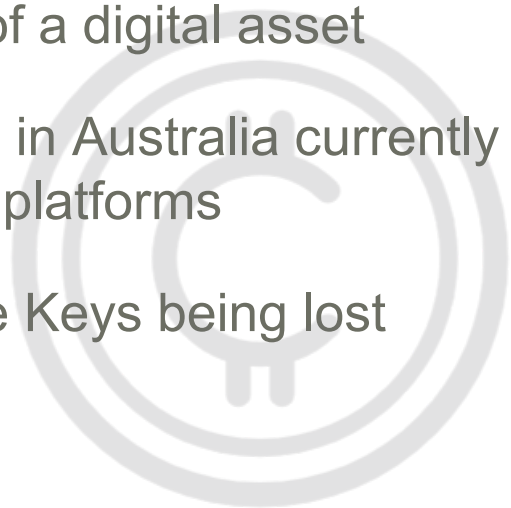 of a digital asset
in Australia currently
platforms
Keys being lost